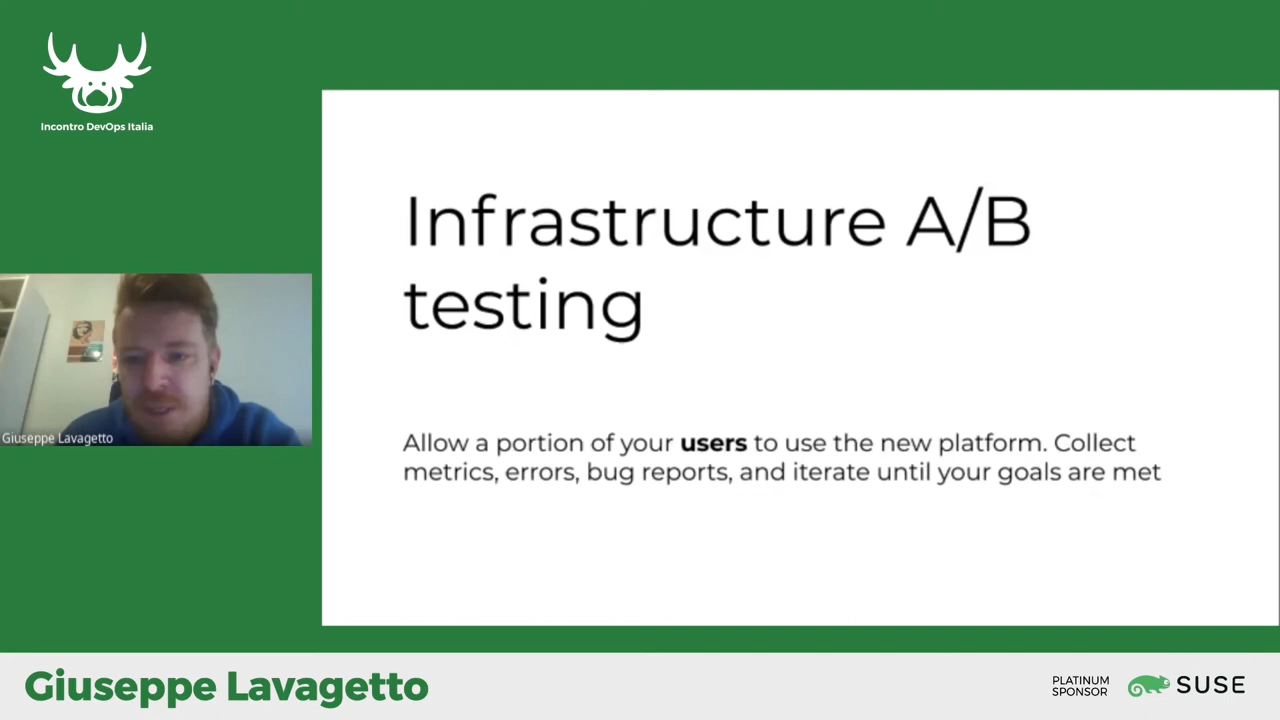 Incontro DevOps Italia
Infrastructure A/B
testing
Allow a portion of your users to use the new platform. Collect
metrics, errors, bug reports, and iterate until your goals are met
Giuseppe Lavagetto
Giuseppe Lavagetto
PLATINUM
SPONSOR
SUSE